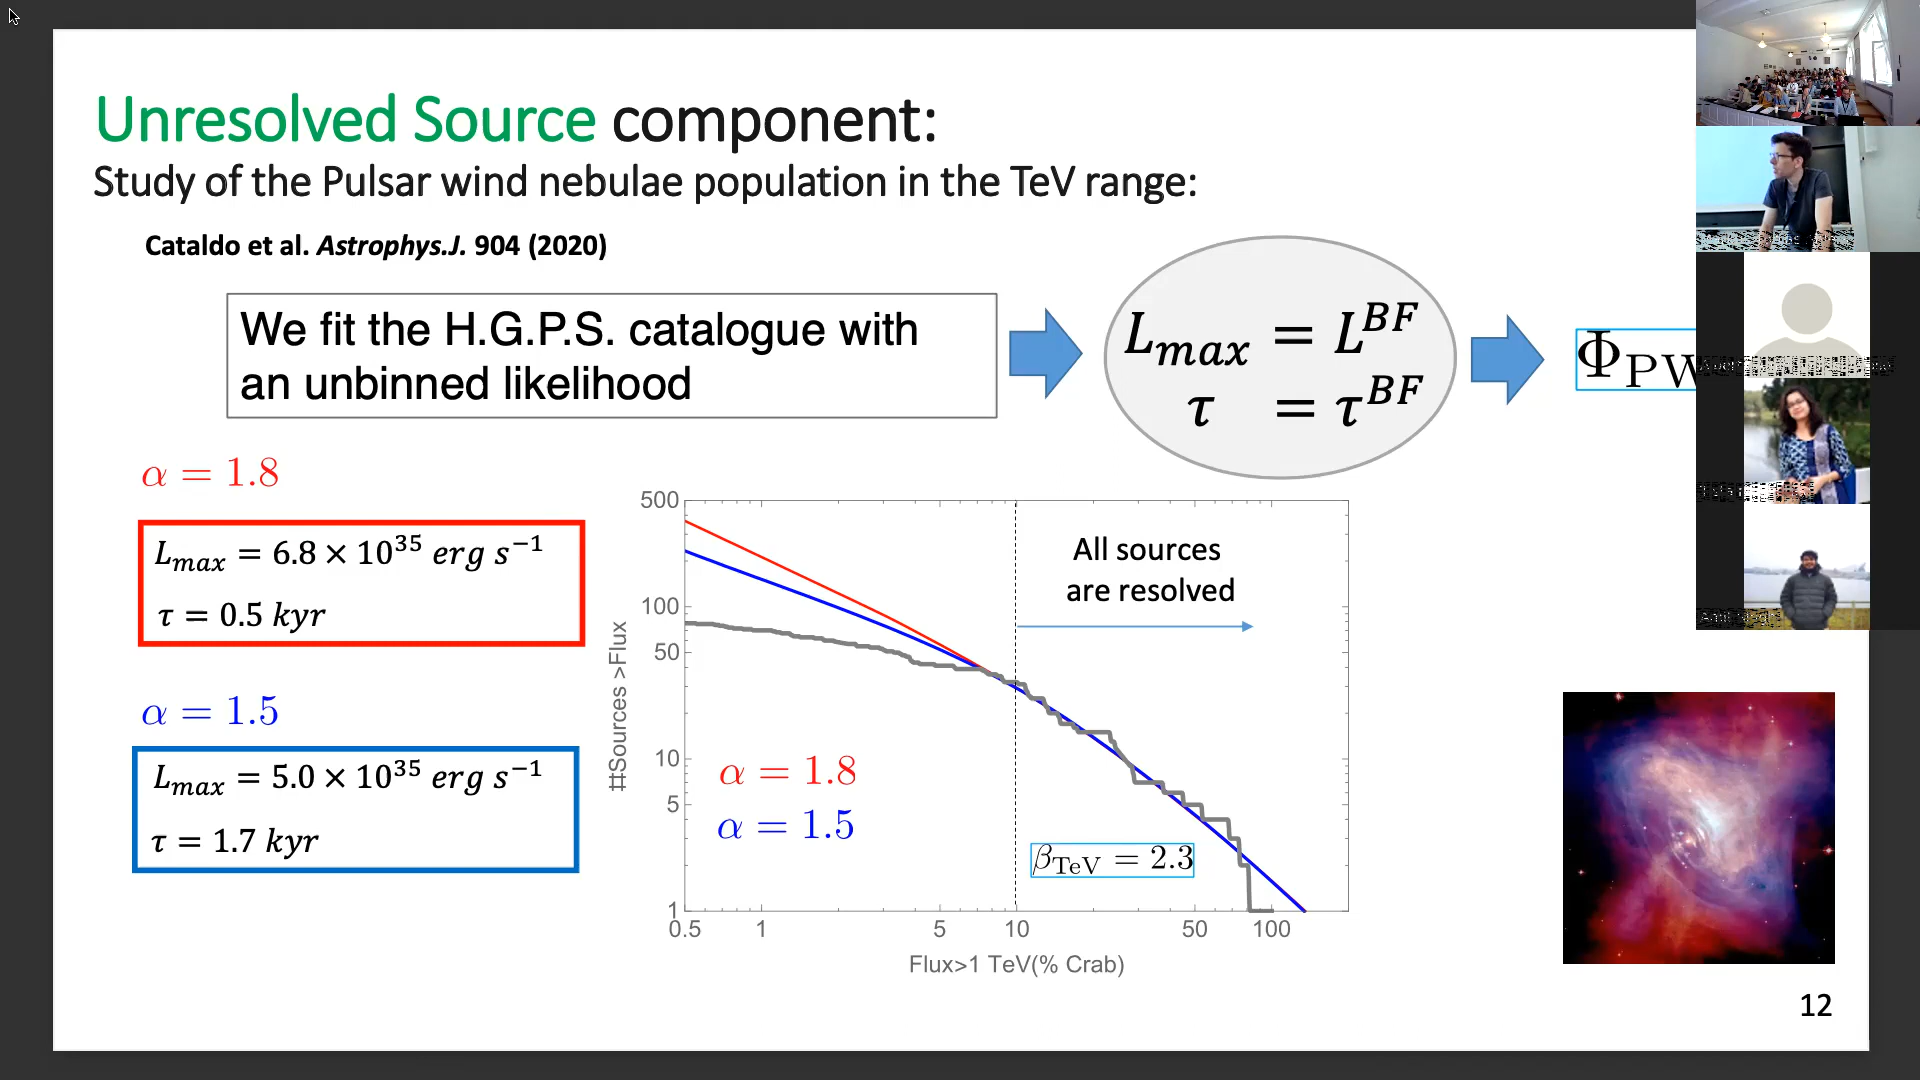 Unresolved Source component:
Study of the Pulsar wind nebulae population in the TeV range:
Cataldo et al. Astrophys.J. 904 (2020)
We fit the H.G.P.S. catalogue with
an unbinned likelihood
L_max = L^BF
τ = τ^BF
Φ_PW
α = 1.8
L_max = 6.8 × 10^35 erg s^−1
τ = 0.5 kyr
α = 1.5
L_max = 5.0 × 10^35 erg s^−1
τ = 1.7 kyr
500
100
50
10
5
1
#Sources >Flux
All sources
are resolved
α = 1.8
α = 1.5
β_TeV = 2.3
0.5 1 5 10 50 100
Flux>1 TeV(% Crab)
12